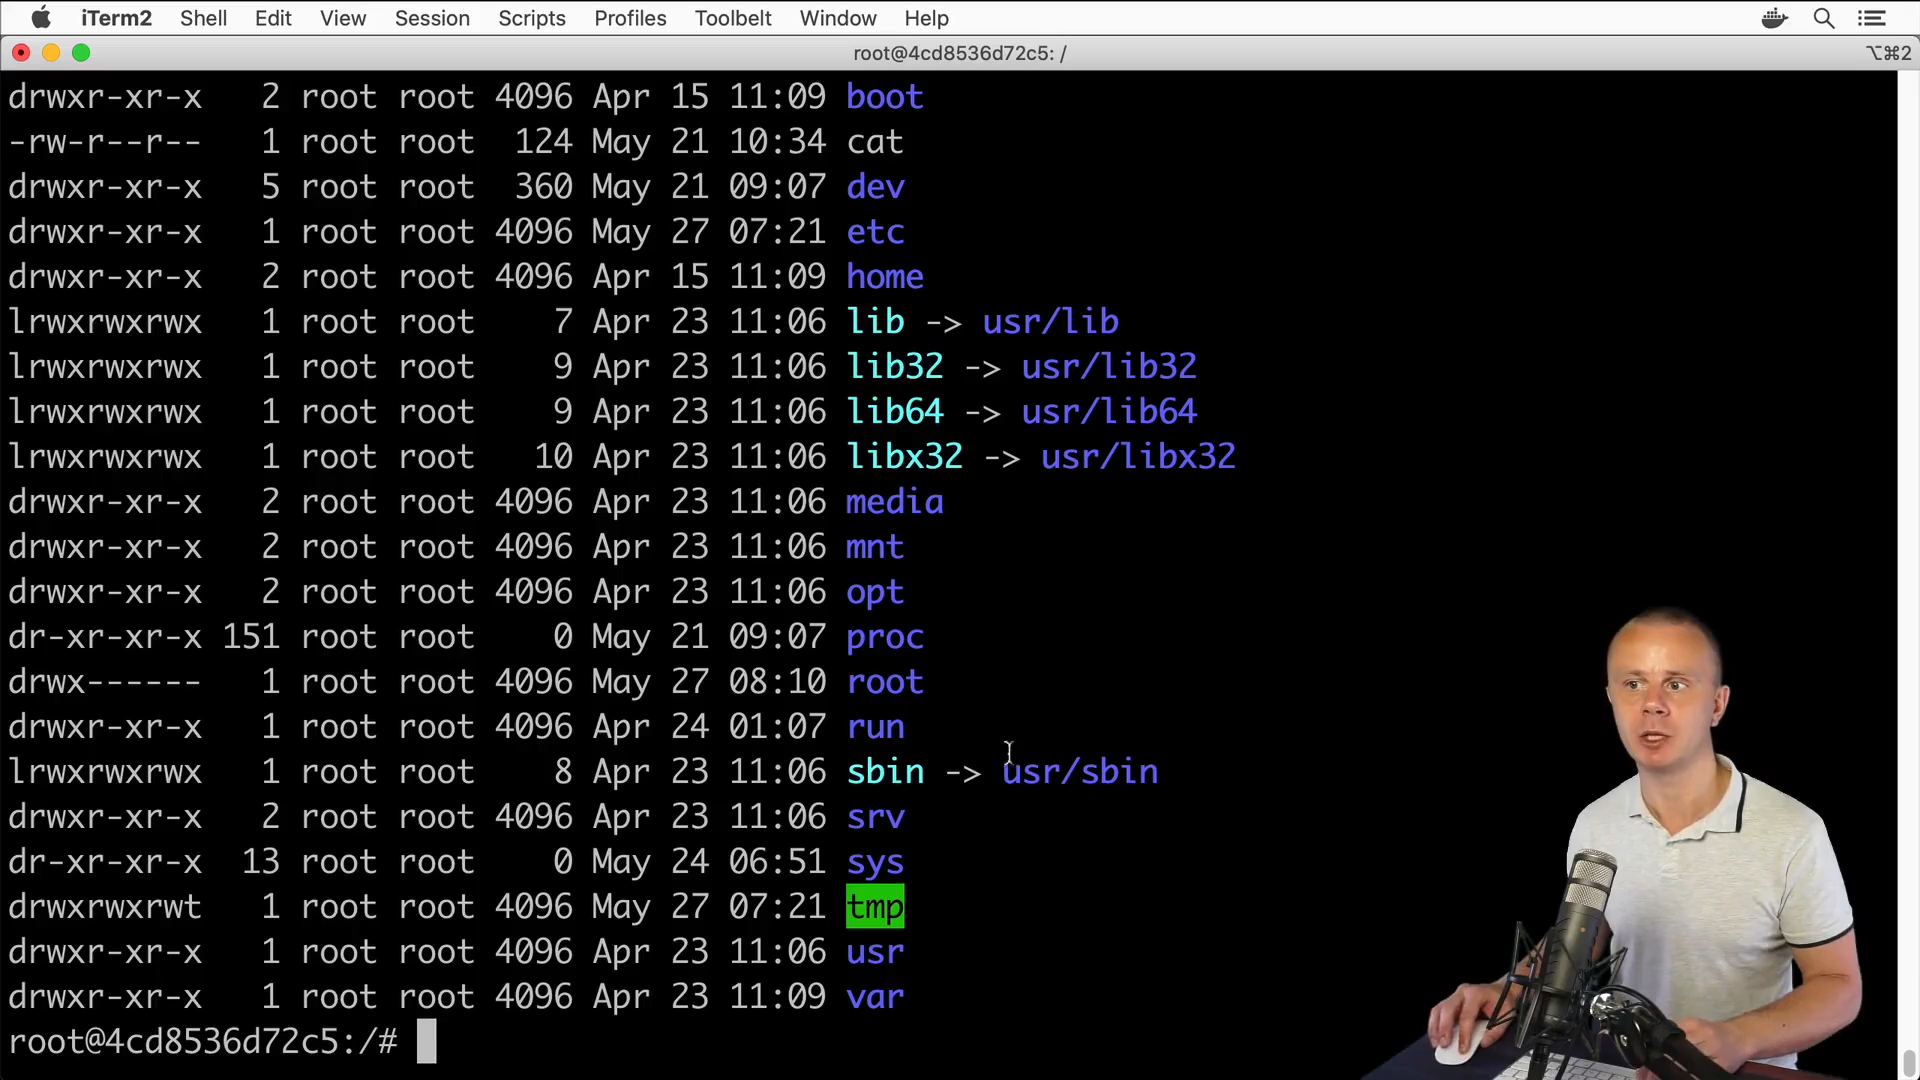 iTerm2 Shell Edit View Session Scripts Profiles Toolbelt Window Help
root@4cd8536d72c5: / ⌥⌘2
drwxr-xr-x 2 root root 4096 Apr 15 11:09 boot
-rw-r--r-- 1 root root 124 May 21 10:34 cat
drwxr-xr-x 5 root root 360 May 21 09:07 dev
drwxr-xr-x 1 root root 4096 May 27 07:21 etc
drwxr-xr-x 2 root root 4096 Apr 15 11:09 home
lrwxrwxrwx 1 root root 7 Apr 23 11:06 lib -> usr/lib
lrwxrwxrwx 1 root root 9 Apr 23 11:06 lib32 -> usr/lib32
lrwxrwxrwx 1 root root 9 Apr 23 11:06 lib64 -> usr/lib64
lrwxrwxrwx 1 root root 10 Apr 23 11:06 libx32 -> usr/libx32
drwxr-xr-x 2 root root 4096 Apr 23 11:06 media
drwxr-xr-x 2 root root 4096 Apr 23 11:06 mnt
drwxr-xr-x 2 root root 4096 Apr 23 11:06 opt
dr-xr-xr-x 151 root root 0 May 21 09:07 proc
drwx------ 1 root root 4096 May 27 08:10 root
drwxr-xr-x 1 root root 4096 Apr 24 01:07 run
lrwxrwxrwx 1 root root 8 Apr 23 11:06 sbin -> usr/sbin
drwxr-xr-x 2 root root 4096 Apr 23 11:06 srv
dr-xr-xr-x 13 root root 0 May 24 06:51 sys
drwxrwxrwt 1 root root 4096 May 27 07:21 tmp
drwxr-xr-x 1 root root 4096 Apr 23 11:06 usr
drwxr-xr-x 1 root root 4096 Apr 23 11:09 var
root@4cd8536d72c5:/#